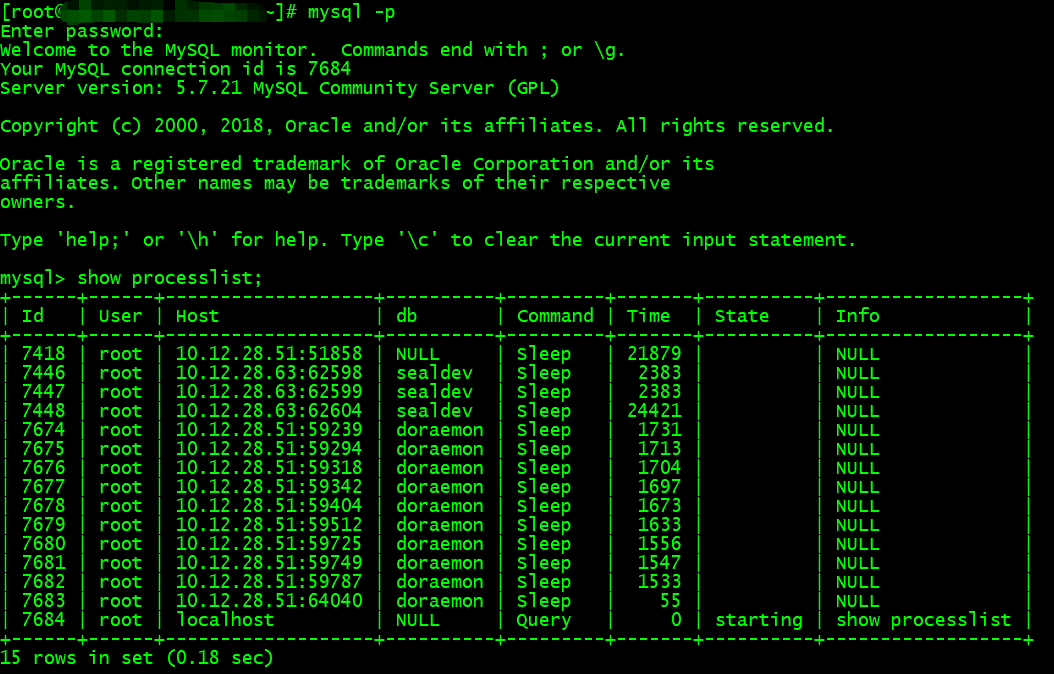 [root@ ~]# mysql -p
Enter password:
Welcome to the MySQL monitor.  Commands end with ; or \g.
Your MySQL connection id is 7684
Server version: 5.7.21 MySQL Community Server (GPL)
Copyright (c) 2000, 2018, Oracle and/or its affiliates. All rights reserved.
Oracle is a registered trademark of Oracle Corporation and/or its
affiliates. Other names may be trademarks of their respective
owners.
Type 'help;' or '\h' for help. Type '\c' to clear the current input statement.
mysql> show processlist;
+------+------+--------------------+----------+---------+-------+----------+------------------+
| Id   | User | Host               | db       | Command | Time  | State    | Info             |
+------+------+--------------------+----------+---------+-------+----------+------------------+
| 7418 | root | 10.12.28.51:51858 | NULL     | Sleep   | 21879 |          | NULL             |
| 7446 | root | 10.12.28.63:62598 | sealdev  | Sleep   |  2383 |          | NULL             |
| 7447 | root | 10.12.28.63:62599 | sealdev  | Sleep   |  2383 |          | NULL             |
| 7448 | root | 10.12.28.63:62604 | sealdev  | Sleep   | 24421 |          | NULL             |
| 7674 | root | 10.12.28.51:59239 | doraemon | Sleep   |  1731 |          | NULL             |
| 7675 | root | 10.12.28.51:59294 | doraemon | Sleep   |  1713 |          | NULL             |
| 7676 | root | 10.12.28.51:59318 | doraemon | Sleep   |  1704 |          | NULL             |
| 7677 | root | 10.12.28.51:59342 | doraemon | Sleep   |  1697 |          | NULL             |
| 7678 | root | 10.12.28.51:59404 | doraemon | Sleep   |  1673 |          | NULL             |
| 7679 | root | 10.12.28.51:59512 | doraemon | Sleep   |  1633 |          | NULL             |
| 7680 | root | 10.12.28.51:59725 | doraemon | Sleep   |  1556 |          | NULL             |
| 7681 | root | 10.12.28.51:59749 | doraemon | Sleep   |  1547 |          | NULL             |
| 7682 | root | 10.12.28.51:59787 | doraemon | Sleep   |  1533 |          | NULL             |
| 7683 | root | 10.12.28.51:64040 | doraemon | Sleep   |    55 |          | NULL             |
| 7684 | root | localhost         | NULL     | Query   |     0 | starting | show processlist |
+------+------+--------------------+----------+---------+-------+----------+------------------+
15 rows in set (0.18 sec)